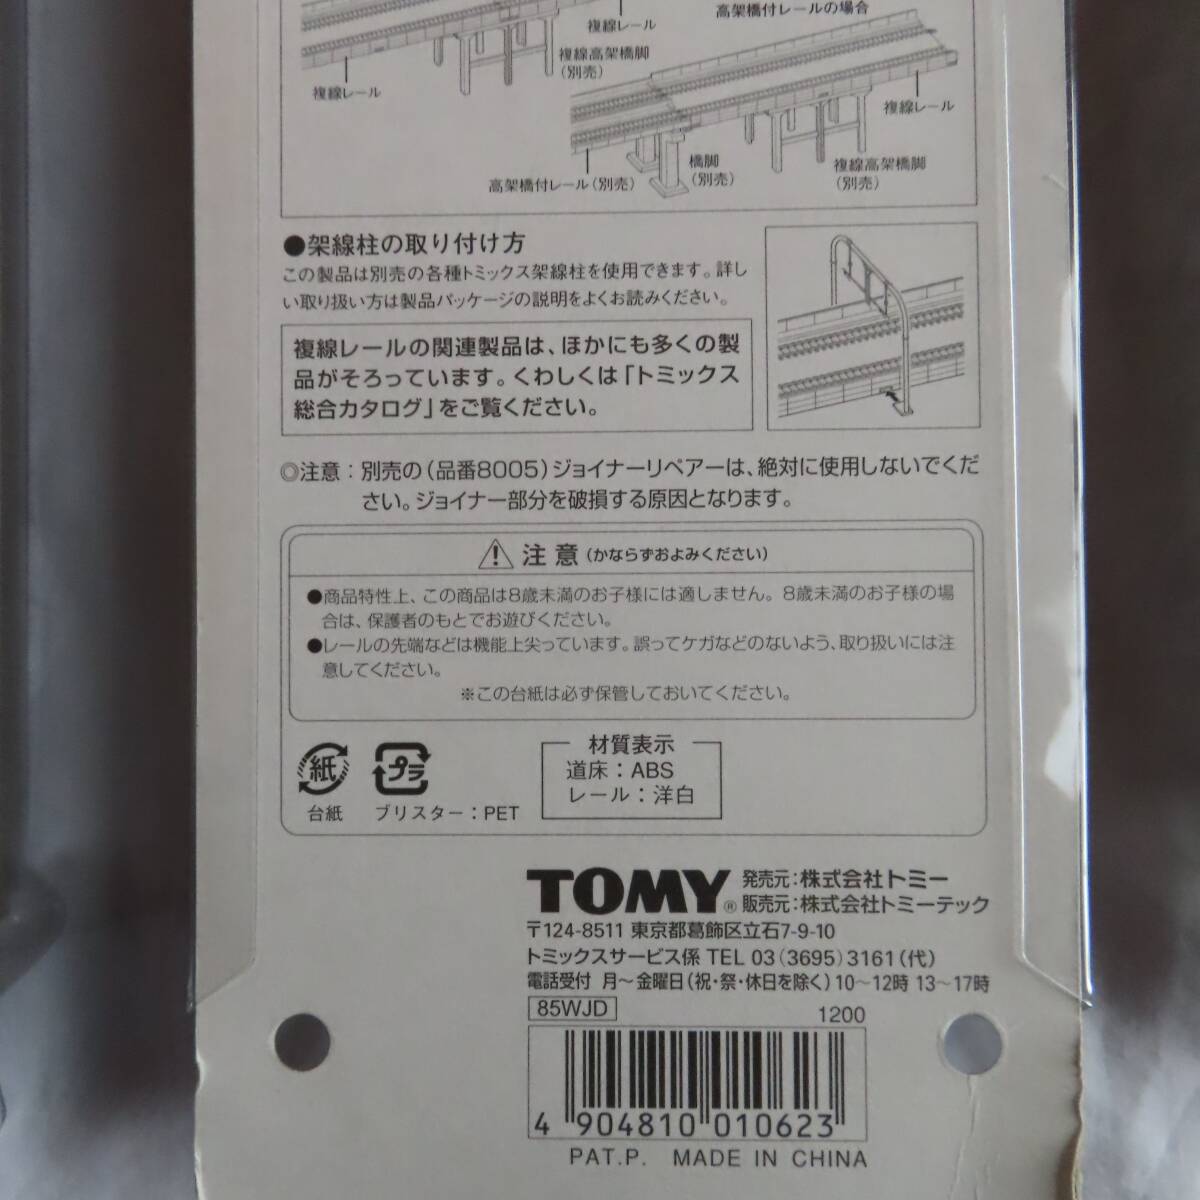 複線レール
高架橋付レールの場合
複線高架橋脚
(別売)
複線レール
複線レール
橋脚
(別売)
複線高架橋脚
(別売)
高架橋付レール(別売)
●架線柱の取り付け方
この製品は別売の各種トミックス架線柱を使用できます。詳し
い取り扱い方は製品パッケージの説明をよくお読みください。
複線レールの関連製品は、ほかにも多くの製
品がそろっています。くわしくは「トミックス
総合カタログ」をご覧ください。
◎注意：別売の(品番8005)ジョイナーリペアーは、絶対に使用しないでくだ
さい。ジョイナー部分を破損する原因となります。
⚠ 注意 (かならずおよみください)
●商品特性上、この商品は8歳未満のお子様には適しません。8歳未満のお子様の場
合は、保護者のもとでお遊びください。
●レールの先端などは機能上尖っています。誤ってケガなどのないよう、取り扱いには注
意してください。
※この台紙は必ず保管しておいてください。
紙
台紙
プラ
ブリスター：PET
材質表示
道床：ABS
レール：洋白
TOMY®
発売元：株式会社トミー
販売元：株式会社トミーテック
〒124-8511 東京都葛飾区立石7-9-10
トミックスサービス係 TEL 03(3695)3161(代)
電話受付 月～金曜日(祝・祭・休日を除く)10～12時 13～17時
85WJD
1200
4 904810 010623
PAT.P. MADE IN CHINA